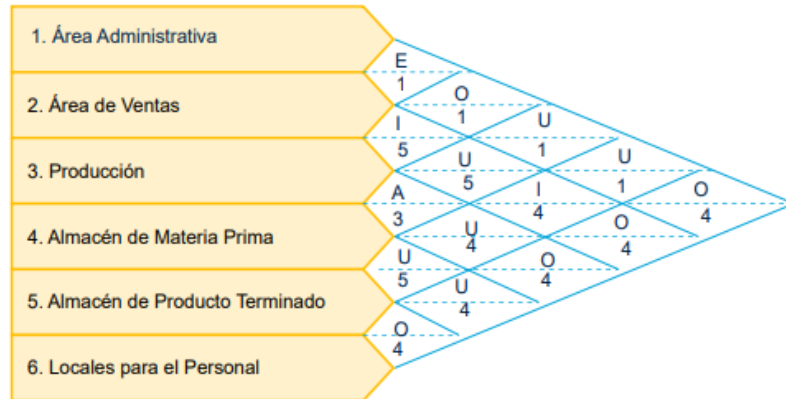 1. Área Administrativa
E
1
O
2. Área de Ventas
1
I
U
5
U
1
U
3. Producción
5
I
1
O
A
3
4
O
4
4. Almacén de Materia Prima
U
4
4
U
O
5
U
4
5. Almacén de Producto Terminado
4
O
4
6. Locales para el Personal